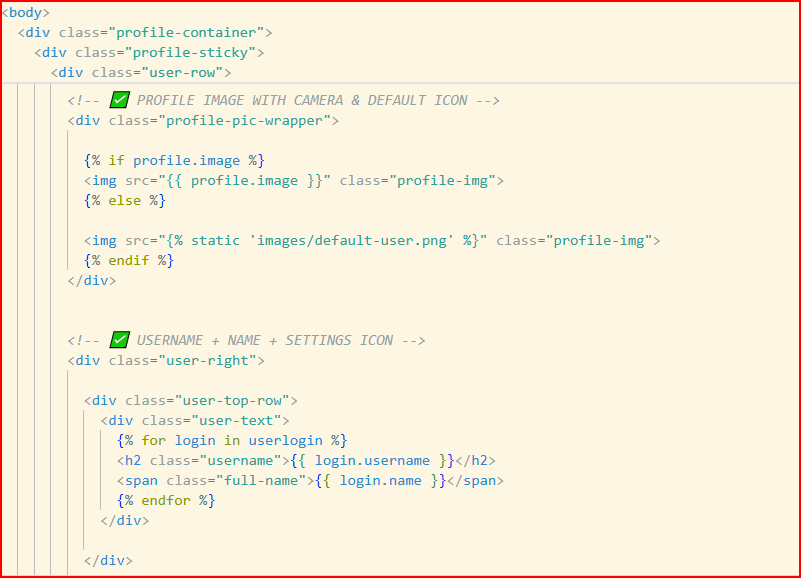 <body>
<div class="profile-container">
<div class="profile-sticky">
<div class="user-row">
<!-- ✅ PROFILE IMAGE WITH CAMERA & DEFAULT ICON -->
<div class="profile-pic-wrapper">
{% if profile.image %}
<img src="{{ profile.image }}" class="profile-img">
{% else %}
<img src="{% static 'images/default-user.png' %}" class="profile-img">
{% endif %}
</div>
<!-- ✅ USERNAME + NAME + SETTINGS ICON -->
<div class="user-right">
<div class="user-top-row">
<div class="user-text">
{% for login in userlogin %}
<h2 class="username">{{ login.username }}</h2>
<span class="full-name">{{ login.name }}</span>
{% endfor %}
</div>
</div>